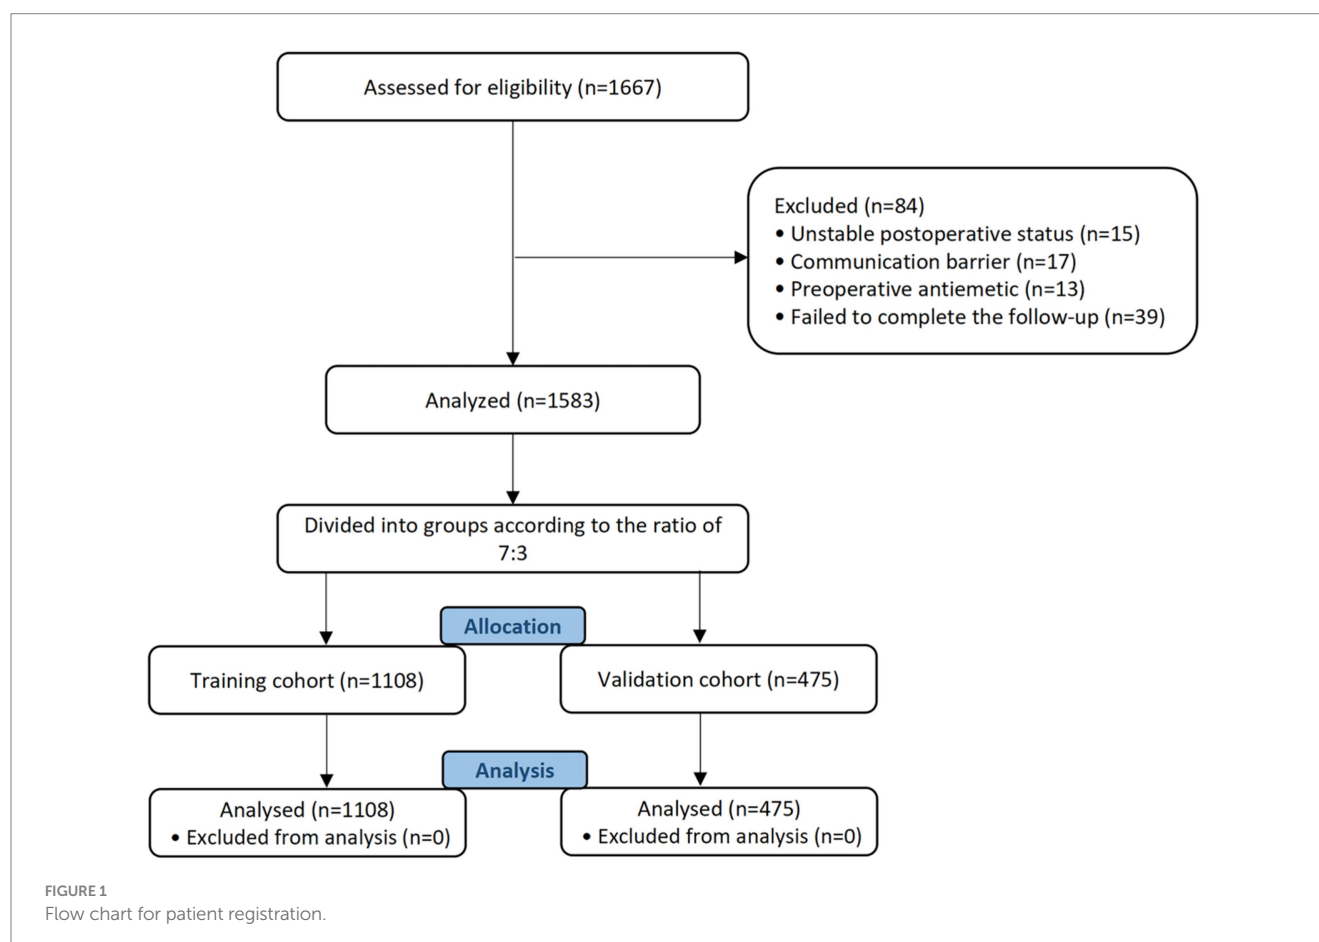 Assessed for eligibility (n=1667)
Excluded (n=84)
• Unstable postoperative status (n=15)
• Communication barrier (n=17)
• Preoperative antiemetic (n=13)
• Failed to complete the follow-up (n=39)
Analyzed (n=1583)
Divided into groups according to the ratio of
7:3
Allocation
Training cohort (n=1108)
Validation cohort (n=475)
Analysis
Analysed (n=1108)
• Excluded from analysis (n=0)
Analysed (n=475)
• Excluded from analysis (n=0)
FIGURE 1
Flow chart for patient registration.